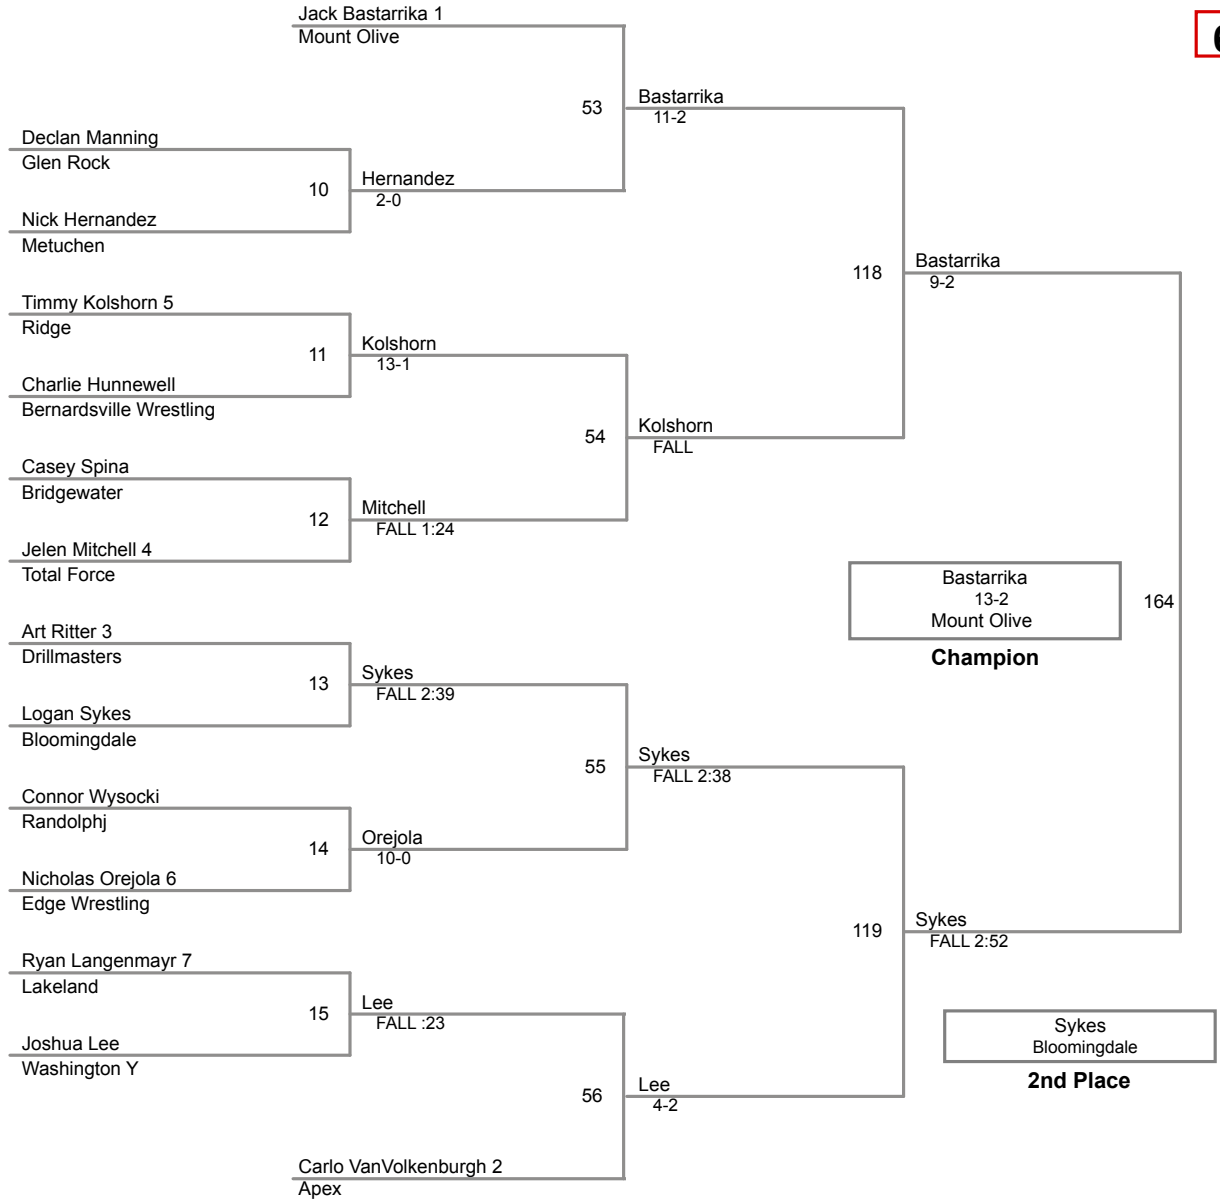 Jack Bastarrika 1
Mount Olive
53
Bastarrika
11-2
Declan Manning
Glen Rock
10
Hernandez
2-0
Nick Hernandez
Metuchen
118
Bastarrika
9-2
Timmy Kolshorn 5
Ridge
11
Kolshorn
13-1
Charlie Hunnewell
Bernardsville Wrestling
54
Kolshorn
FALL
Casey Spina
Bridgewater
12
Mitchell
FALL 1:24
Jelen Mitchell 4
Total Force
Bastarrika
13-2
Mount Olive
Champion
164
Art Ritter 3
Drillmasters
13
Sykes
FALL 2:39
Logan Sykes
Bloomingdale
55
Sykes
FALL 2:38
Connor Wysocki
Randolphj
14
Orejola
10-0
Nicholas Orejola 6
Edge Wrestling
119
Sykes
FALL 2:52
Ryan Langenmayr 7
Lakeland
15
Lee
FALL :23
Joshua Lee
Washington Y
Sykes
Bloomingdale
2nd Place
56
Lee
4-2
Carlo VanVolkenburgh 2
Apex